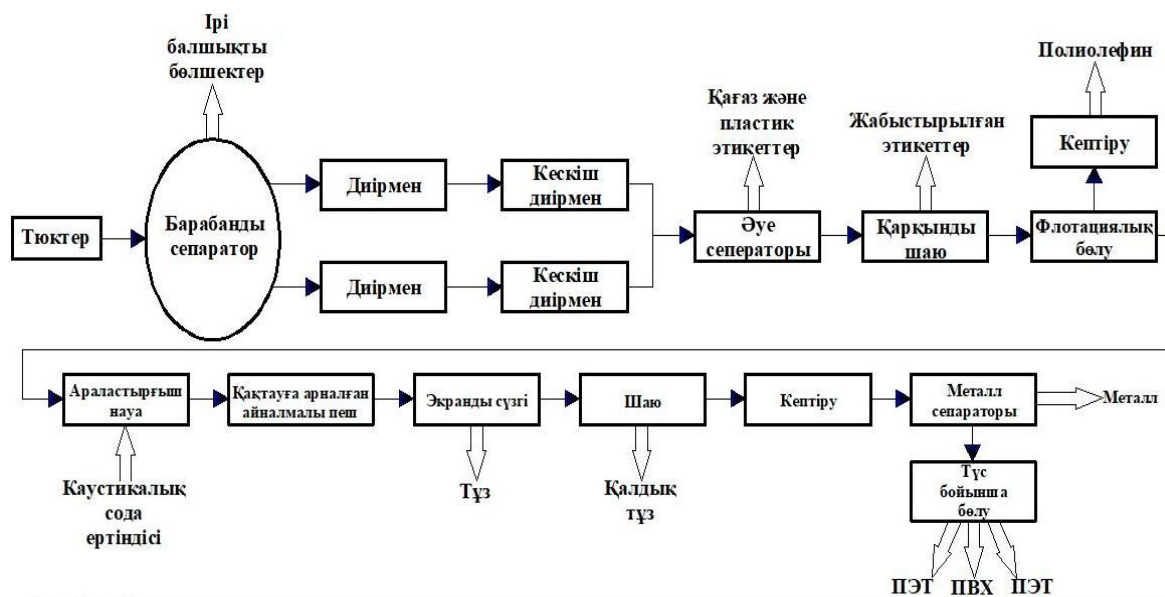 Ірі
балшықты
бөлшектер
Полиолефин
Қағаз және
пластик
этикеттер
Жабыстырылған
этикеттер
Кептіру
Диірмен
Кескіш
диірмен
Тюктер
Барабанды
сепаратор
Әуе
сеператоры
Қарқынды
шаю
Флотациялық
бөлу
Диірмен
Кескіш
диірмен
Араластырғыш
науа
Қақтауға арналған
айналмалы пеш
Экранды сүзгі
Шаю
Кептіру
Металл
сепараторы
Металл
Каустикалық
сода
ертіндісі
Тұз
Қалдық
тұз
Түс
бойынша
бөлу
ПЭТ
ПВХ
ПЭТ